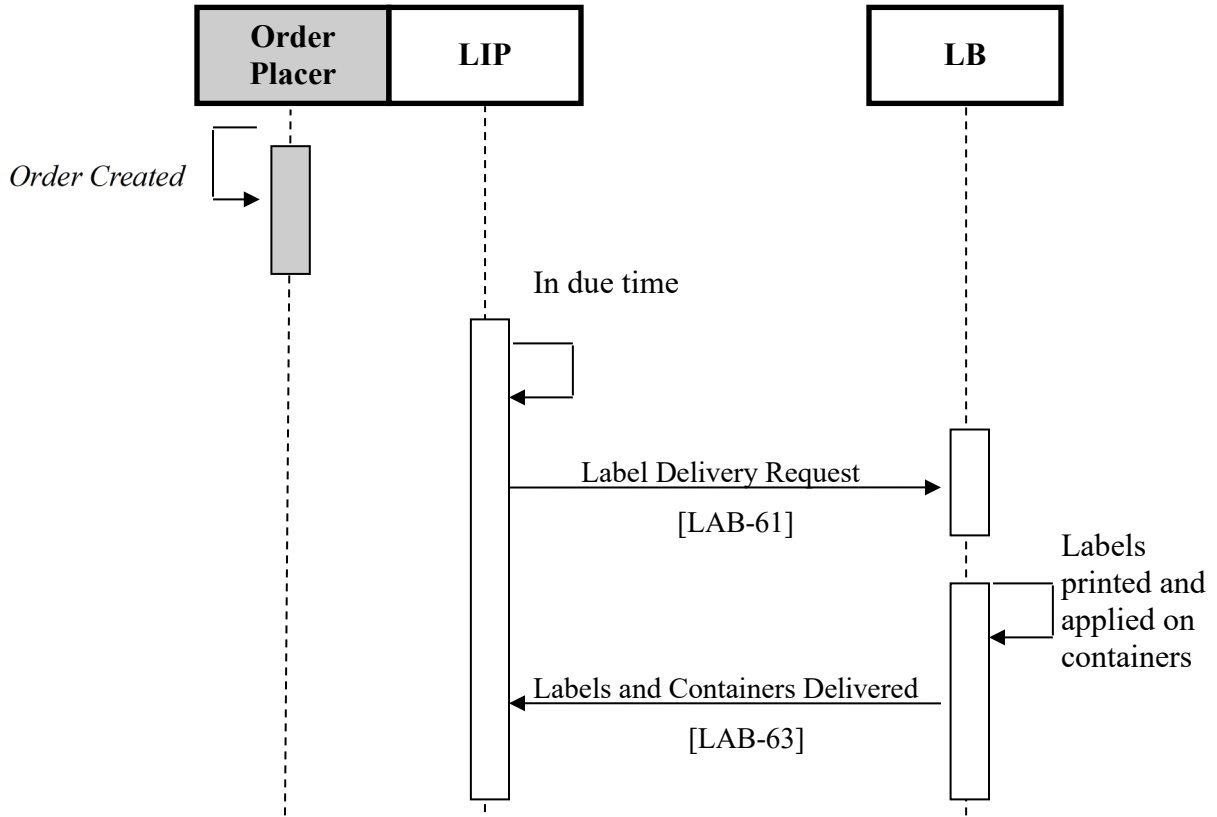 Order
Placer
LIP
LB
Order Created
In due time
Label Delivery Request
[LAB-61]
Labels
printed and
applied on
containers
Labels and Containers Delivered
[LAB-63]